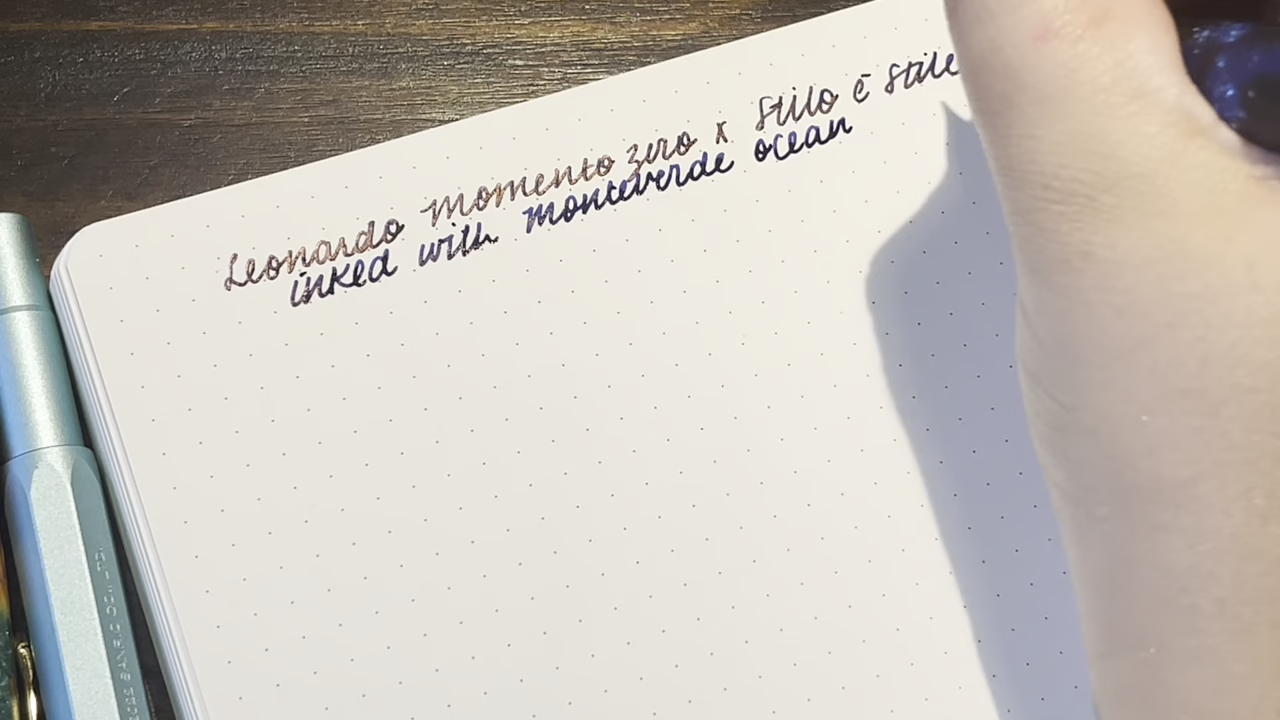 Leonardo Momento zero x Stilo ē Stile
inked with Monteverde ocean